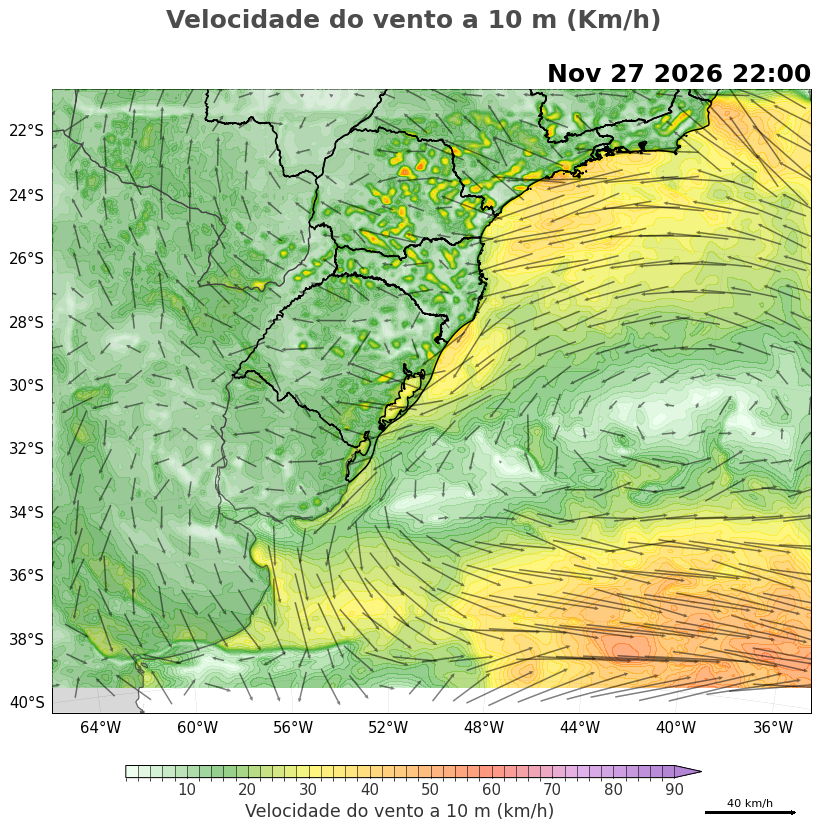 Velocidade do vento a 10 m (Km/h)
Nov 27 2026 22:00
22°S
24°S
26°S
28°S
30°S
32°S
34°S
36°S
38°S
40°S
64°W 60°W 56°W 52°W 48°W 44°W 40°W 36°W
10 20 30 40 50 60 70 80 90
Velocidade do vento a 10 m (km/h)
40 km/h